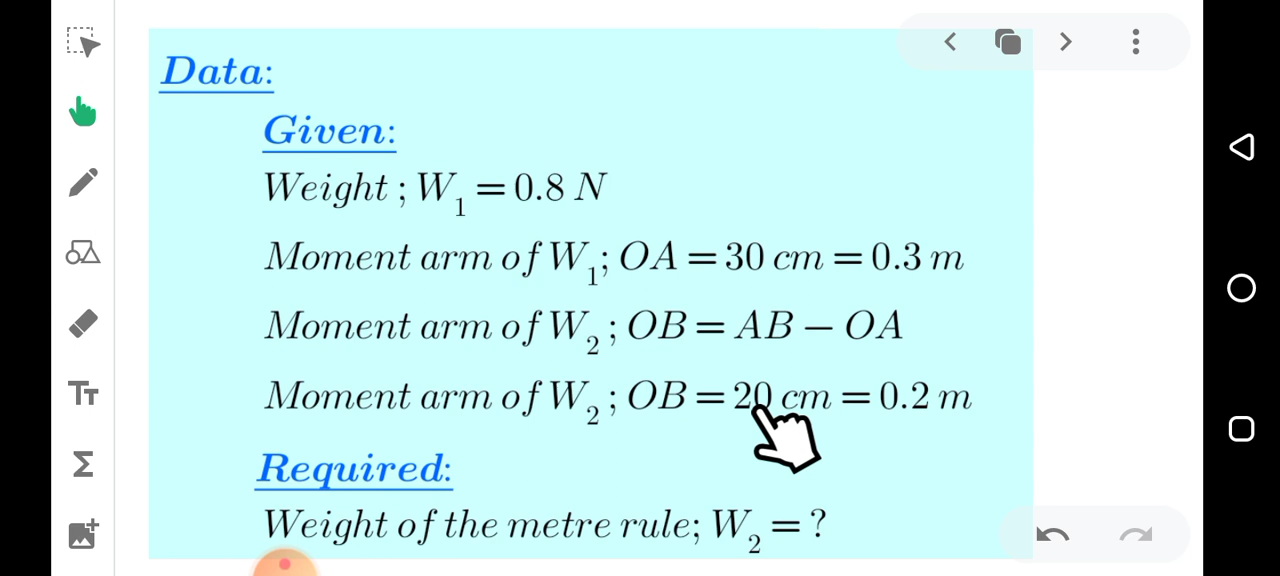 Data:
Given:
Weight ; W₁ = 0.8 N
Moment arm of W₁; OA = 30 cm = 0.3 m
Moment arm of W₂ ; OB = AB − OA
Moment arm of W₂ ; OB = 20 cm = 0.2 m
Required:
Weight of the metre rule; W₂ = ?